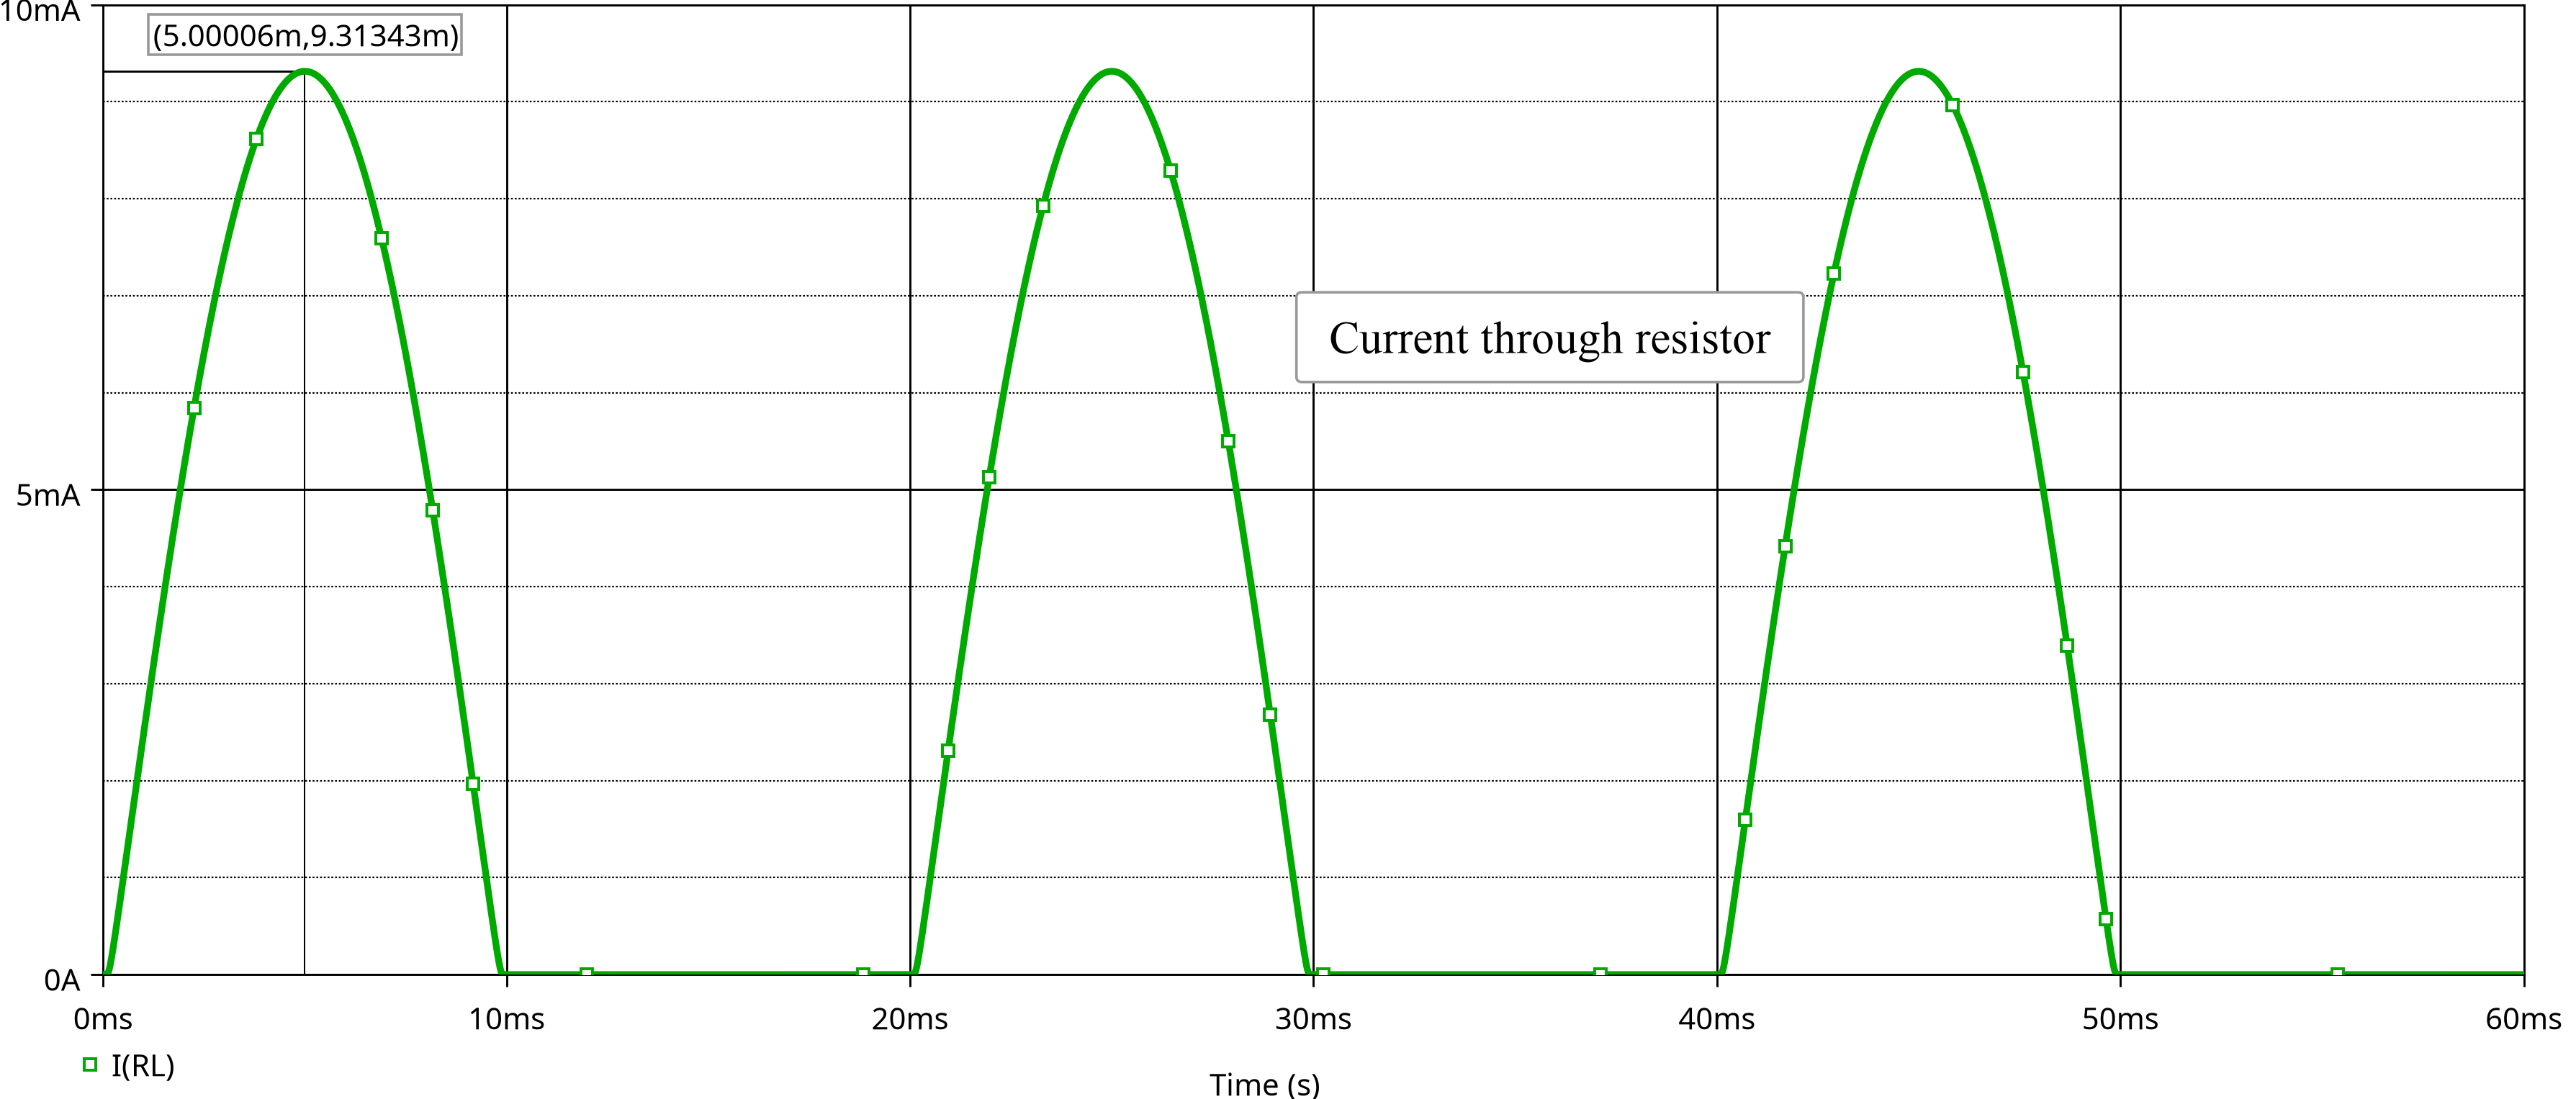 10mA
(5.00006m,9.31343m)
Current through resistor
5mA
0A
0ms 10ms 20ms 30ms 40ms 50ms 60ms
I(RL)
Time (s)